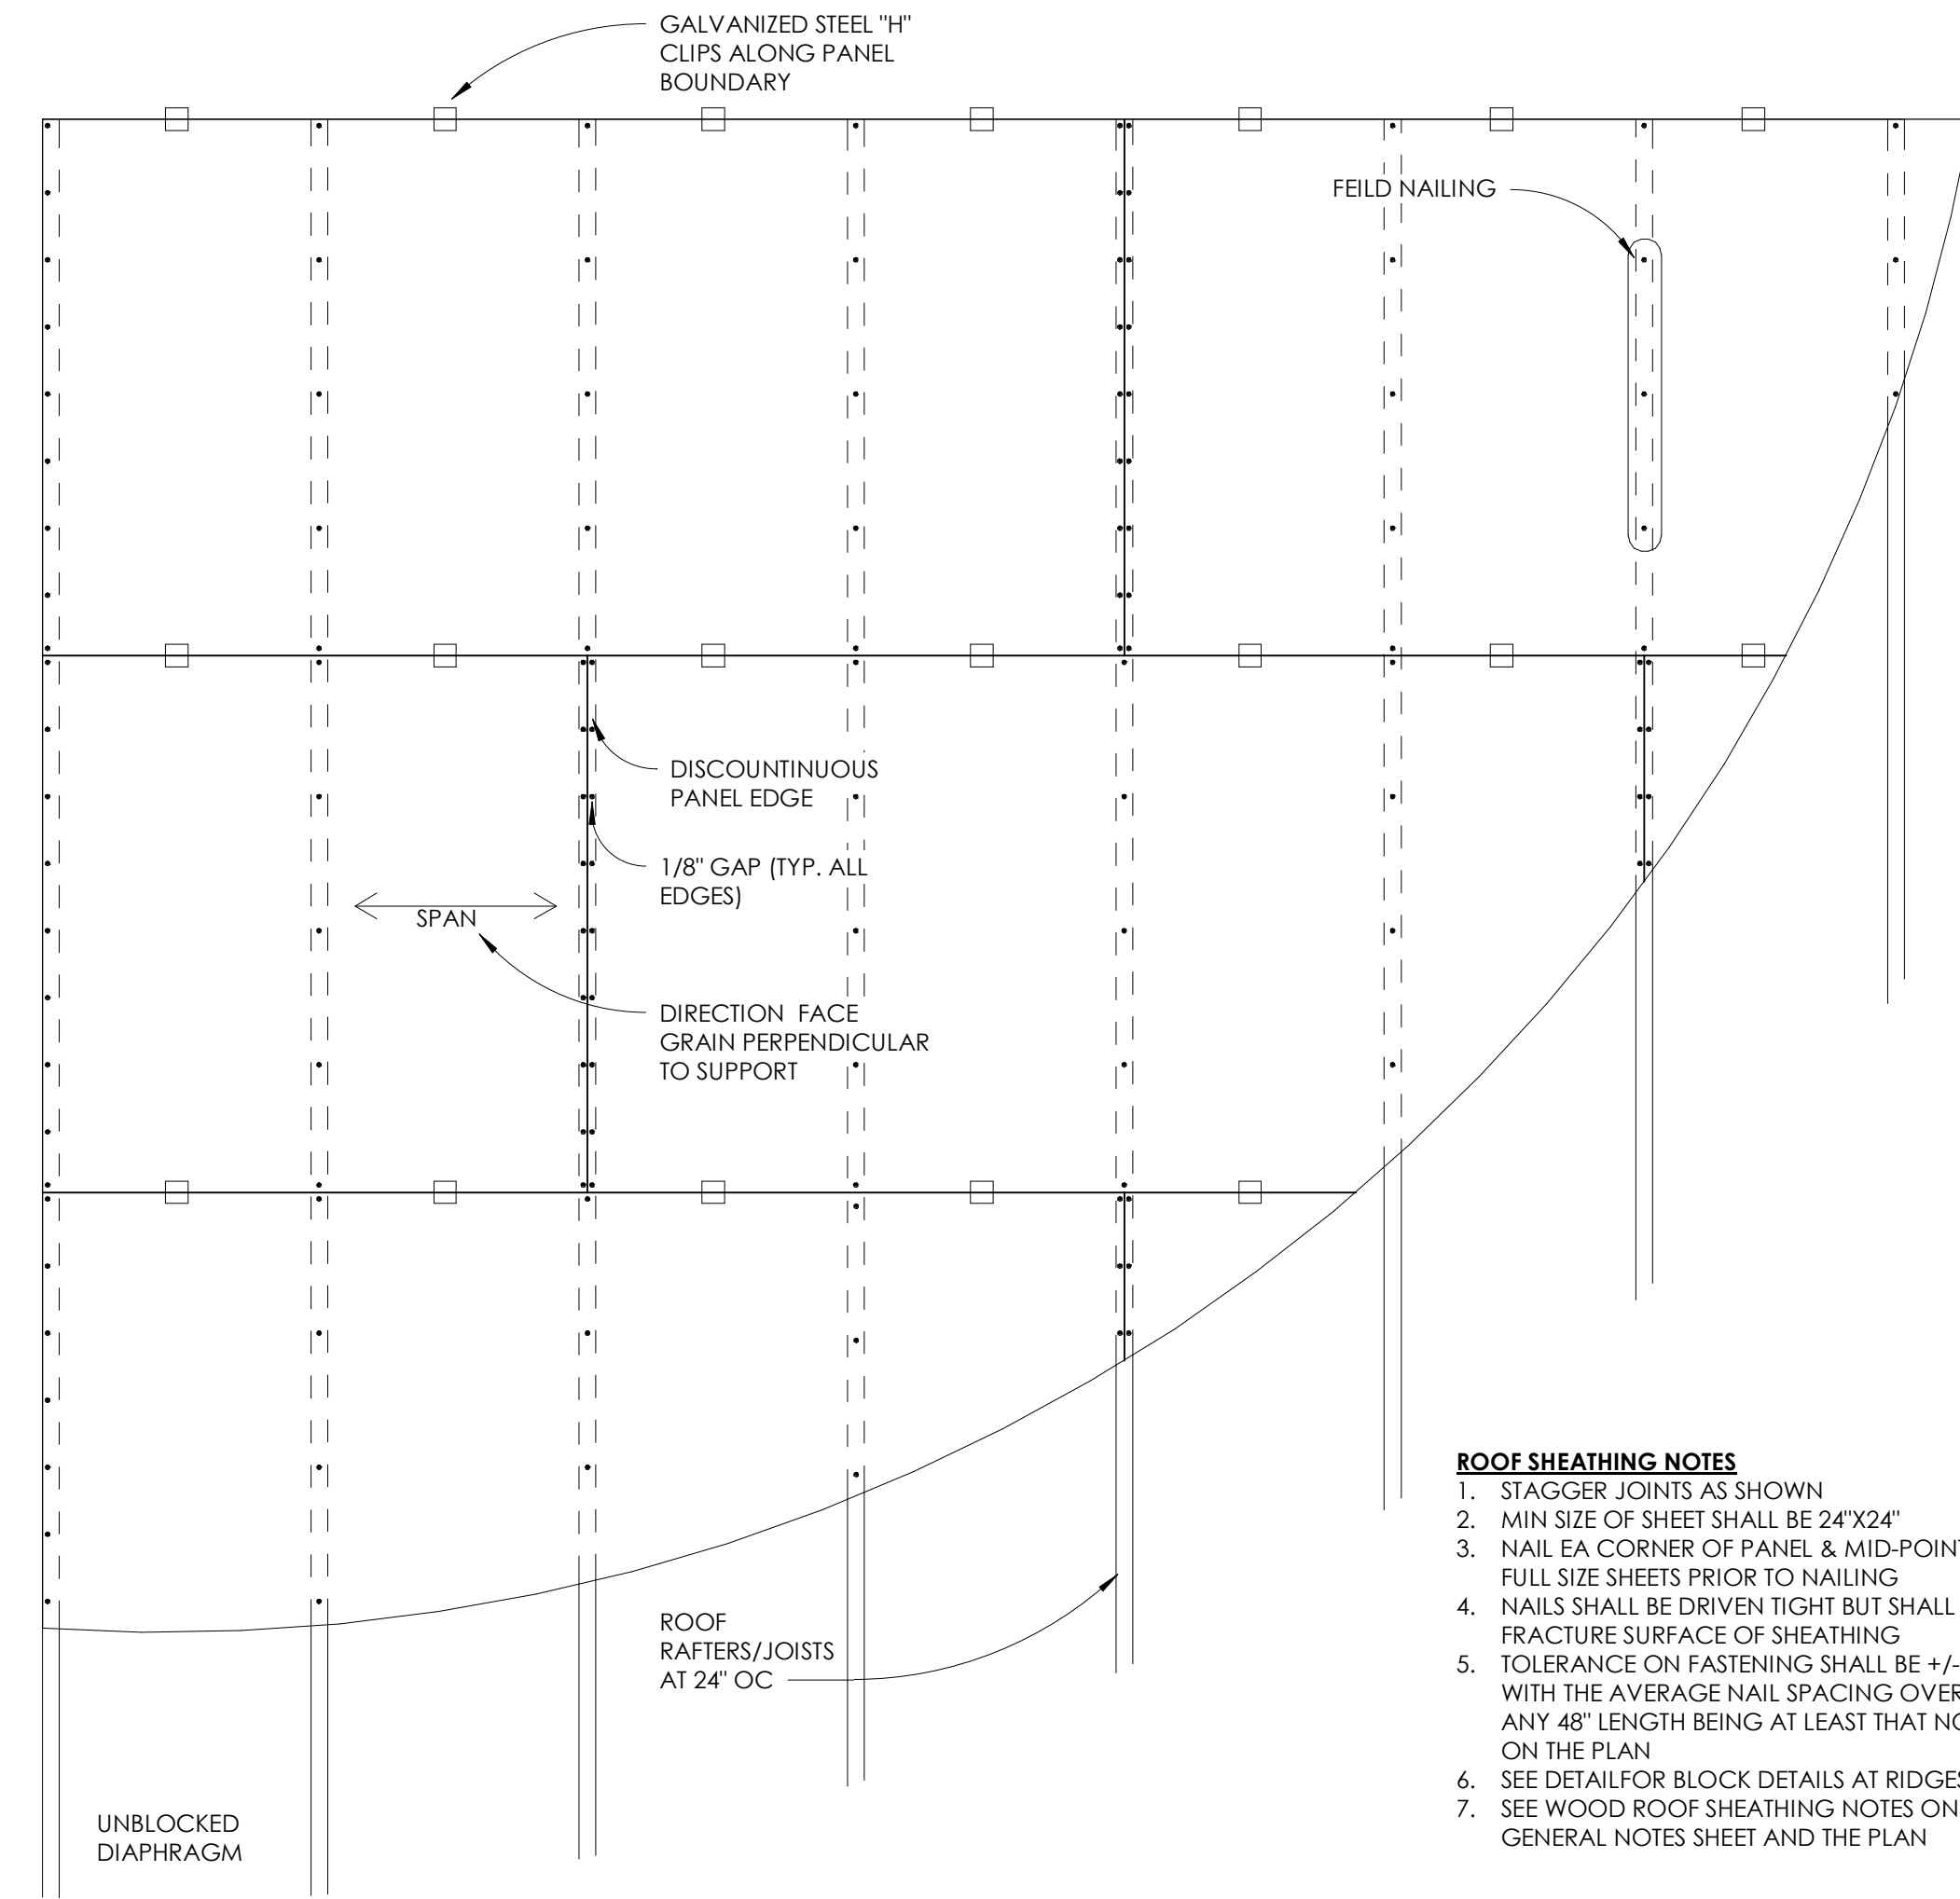 GALVANIZED STEEL "H"
CLIPS ALONG PANEL
BOUNDARY
FEILD NAILING
DISCOUNTINUOUS
PANEL EDGE
1/8" GAP (TYP. ALL
EDGES)
SPAN
DIRECTION FACE
GRAIN PERPENDICULAR
TO SUPPORT
ROOF
RAFTERS/JOISTS
AT 24" OC
UNBLOCKED
DIAPHRAGM
ROOF SHEATHING NOTES
1. STAGGER JOINTS AS SHOWN
2. MIN SIZE OF SHEET SHALL BE 24"X24"
3. NAIL EA CORNER OF PANEL & MID-POINT
FULL SIZE SHEETS PRIOR TO NAILING
4. NAILS SHALL BE DRIVEN TIGHT BUT SHALL
FRACTURE SURFACE OF SHEATHING
5. TOLERANCE ON FASTENING SHALL BE +/-
WITH THE AVERAGE NAIL SPACING OVER
ANY 48" LENGTH BEING AT LEAST THAT
ON THE PLAN
6. SEE DETAILFOR BLOCK DETAILS AT RIDGES
7. SEE WOOD ROOF SHEATHING NOTES ON
GENERAL NOTES SHEET AND THE PLAN